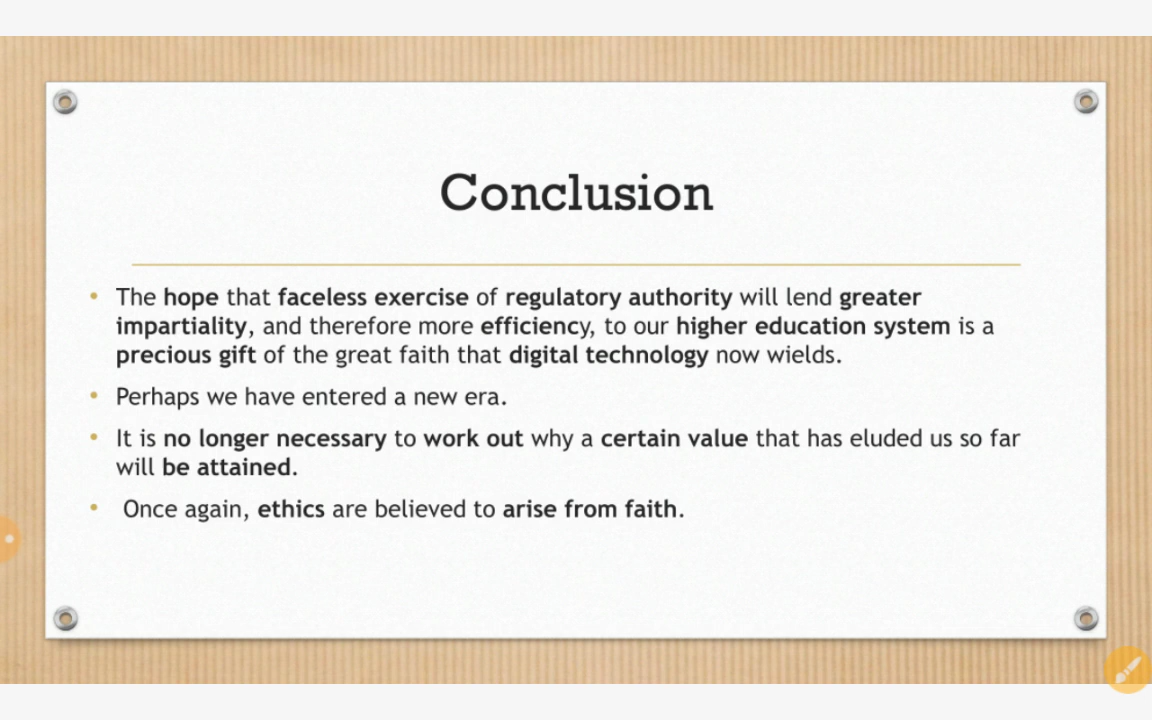 Conclusion
• The hope that faceless exercise of regulatory authority will lend greater
impartiality, and therefore more efficiency, to our higher education system is a
precious gift of the great faith that digital technology now wields.
• Perhaps we have entered a new era.
• It is no longer necessary to work out why a certain value that has eluded us so far
will be attained.
• Once again, ethics are believed to arise from faith.